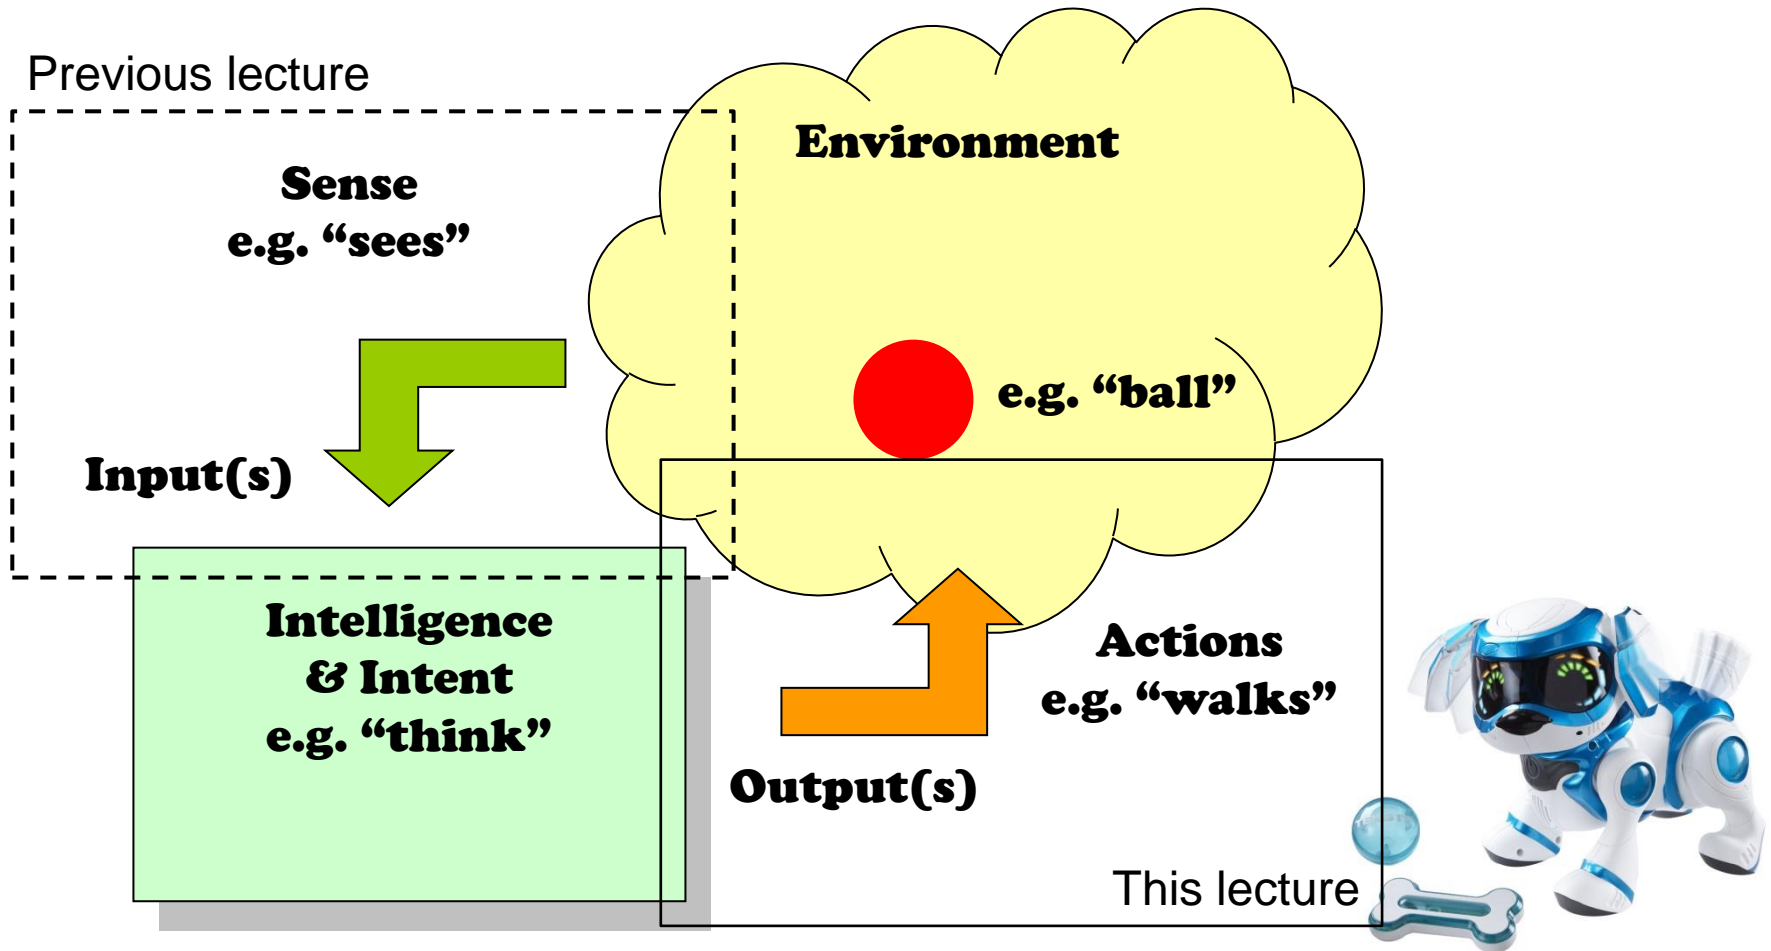 Previous lecture
Environment
Sense
e.g. “sees”
e.g. “ball”
Input(s)
Intelligence
& Intent
e.g. “think”
Actions
e.g. “walks”
Output(s)
This lecture